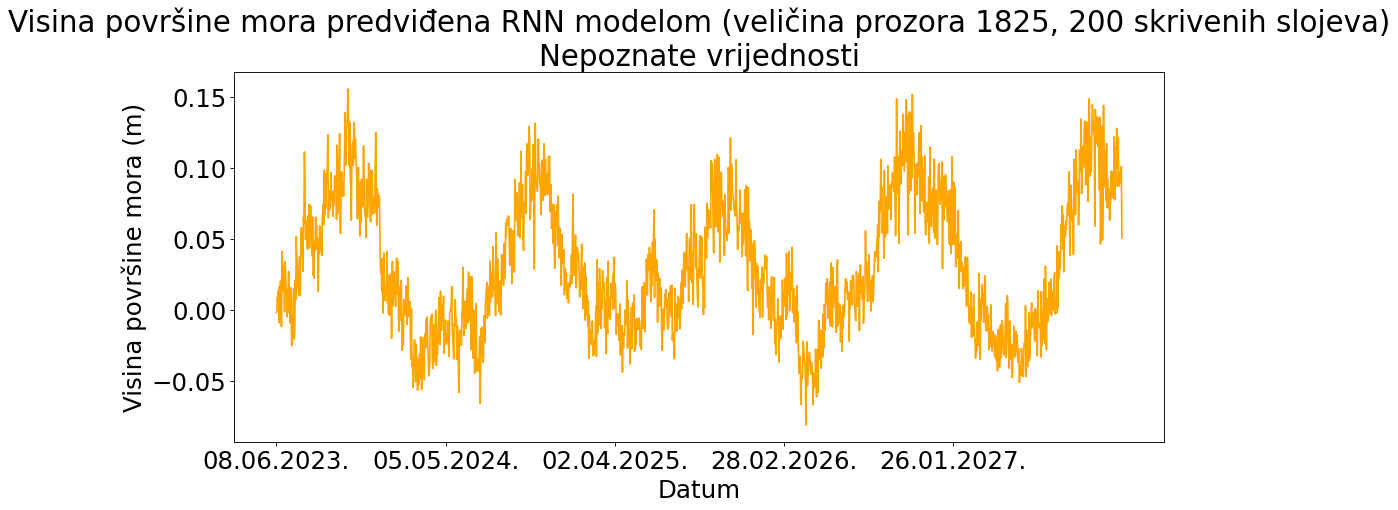 Visina površine mora predviđena RNN modelom (veličina prozora 1825, 200 skrivenih slojeva)
Nepoznate vrijednosti
Visina površine mora (m)
0.15
0.10
0.05
0.00
−0.05
08.06.2023. 05.05.2024. 02.04.2025. 28.02.2026. 26.01.2027.
Datum